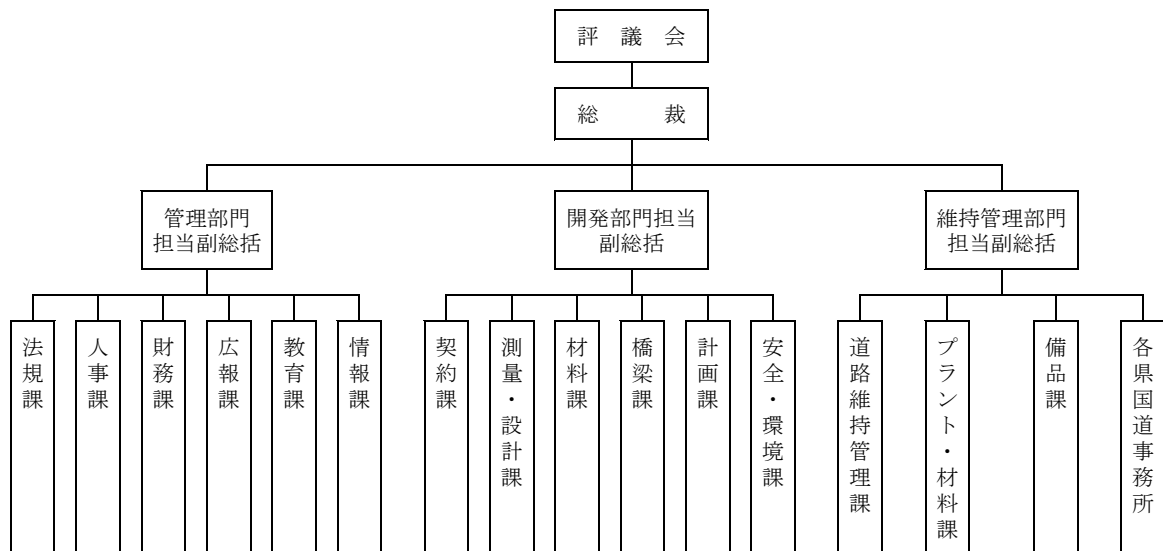 評　議　会
総　　　裁
管理部門
担当副総括
開発部門担当
副総括
維持管理部門
担当副総括
法規課
人事課
財務課
広報課
教育課
情報課
契約課
測量・設計課
材料課
橋梁課
計画課
安全・環境課
道路維持管理課
プラント・材料課
備品課
各県国道事務所